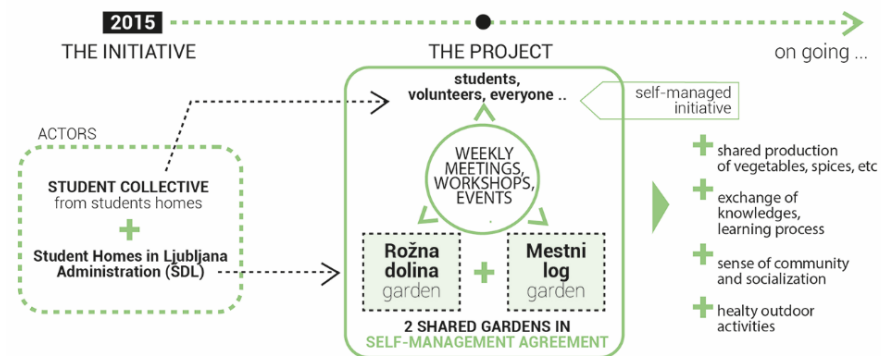 2015
THE INITIATIVE
THE PROJECT
on going ...
ACTORS
STUDENT COLLECTIVE
from students homes
Student Homes in Ljubljana
Administration (ŠDL)
students,
volunteers, everyone ..
self-managed
initiative
WEEKLY
MEETINGS,
WORKSHOPS,
EVENTS
Rožna
dolina
garden
Mestni
log
garden
2 SHARED GARDENS IN
SELF-MANAGEMENT AGREEMENT
shared production
of vegetables, spices, etc
exchange of
knowledges,
learning process
sense of community
and socialization
healty outdoor
activities